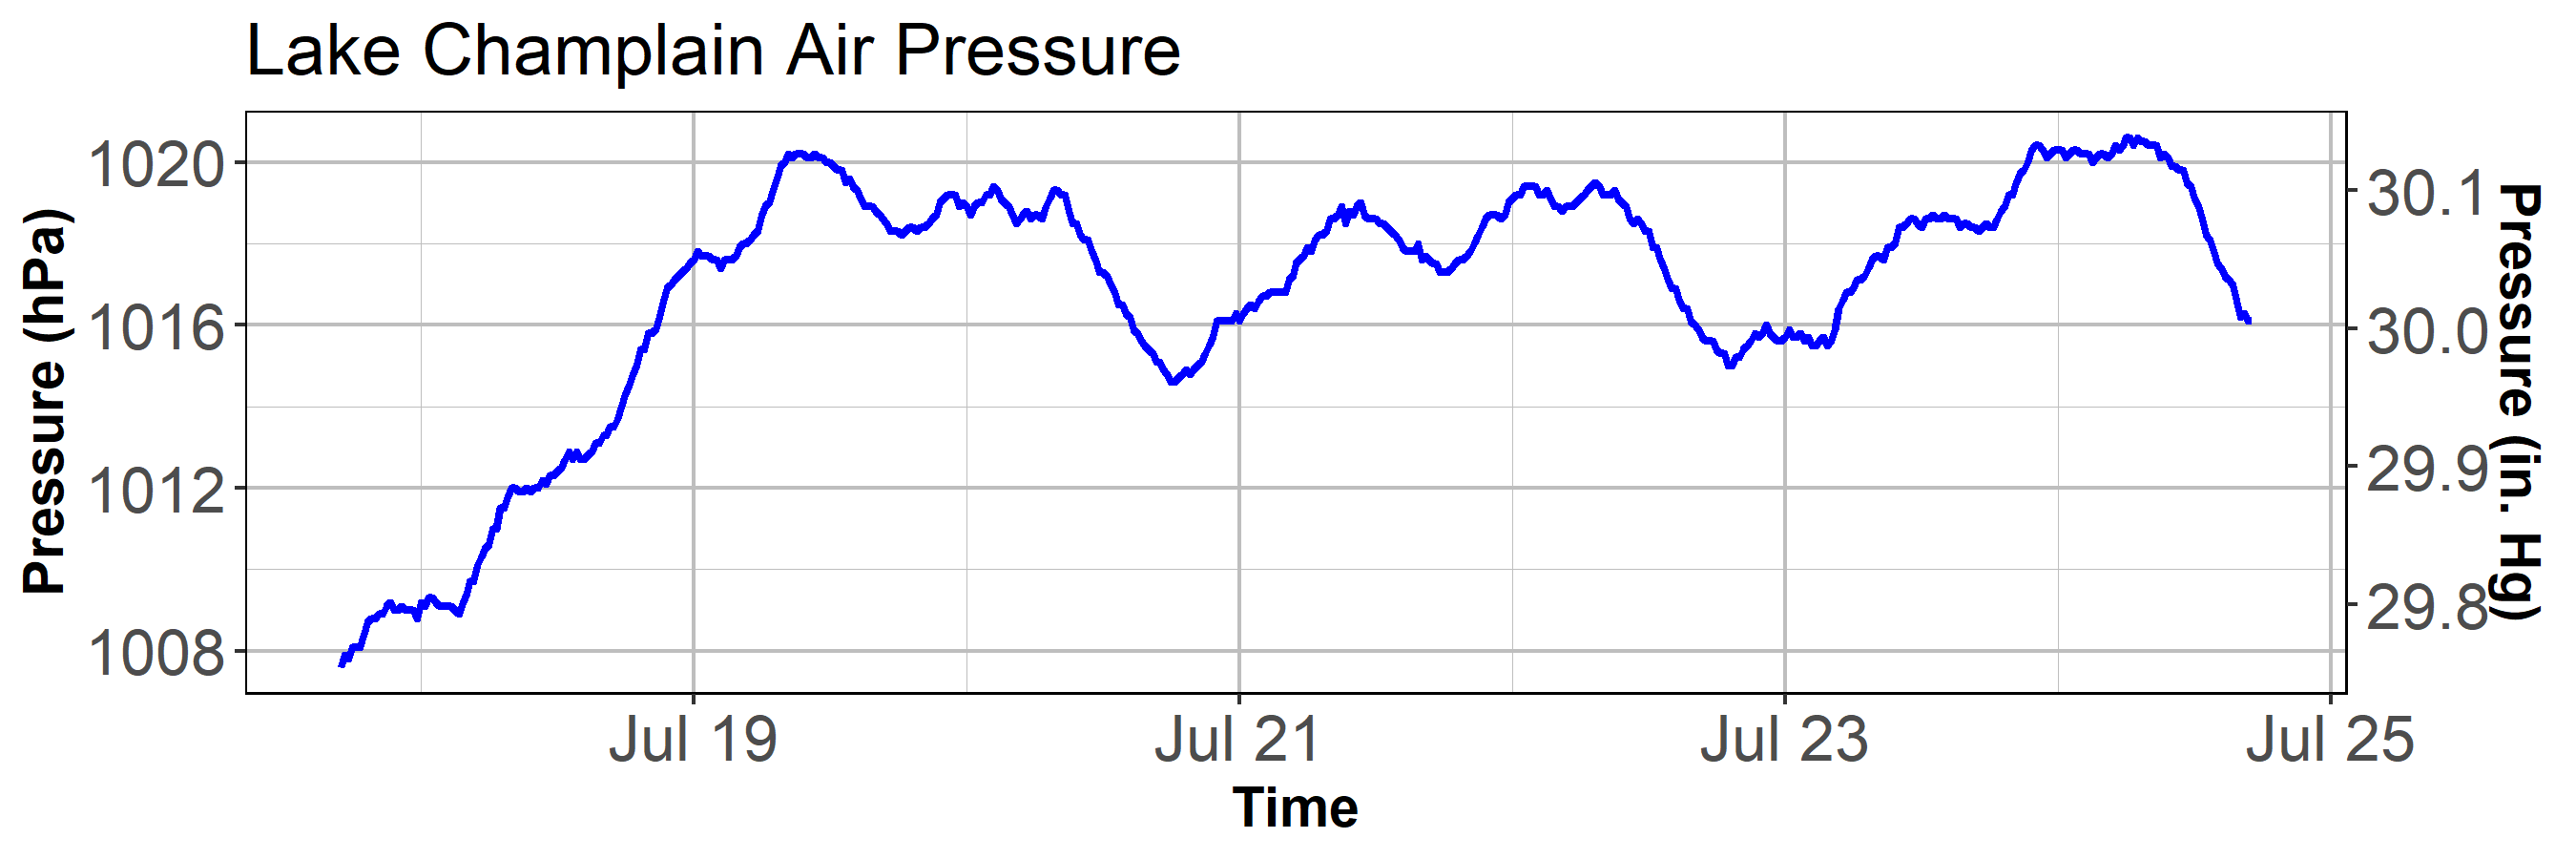 Lake Champlain Air Pressure
Pressure (hPa)
1020
1016
1012
1008
30.1
30.0
29.9
29.8
Pressure (in. Hg)
Jul 19
Jul 21
Jul 23
Jul 25
Time